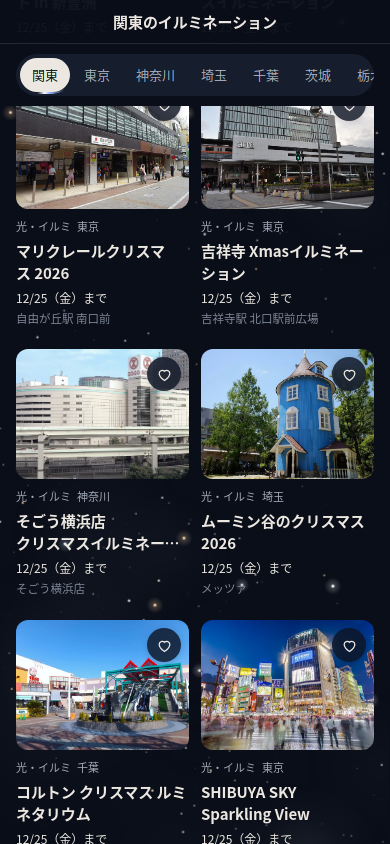 関東のイルミネーション
関東
東京
神奈川
埼玉
千葉
茨城
光・イルミ 東京
マリクレールクリスマ
ス 2026
12/25（金）まで
自由が丘駅 南口前
光・イルミ 東京
吉祥寺 Xmasイルミネー
ション
12/25（金）まで
吉祥寺駅 北口駅前広場
光・イルミ 神奈川
そごう横浜店
クリスマスイルミネー…
12/25（金）まで
そごう横浜店
光・イルミ 埼玉
ムーミン谷のクリスマス
2026
12/25（金）まで
メッツァ
光・イルミ 千葉
コルトン クリスマス ルミ
ネタリウム
12/25（金）まで
光・イルミ 東京
SHIBUYA SKY
Sparkling View
12/25（金）まで